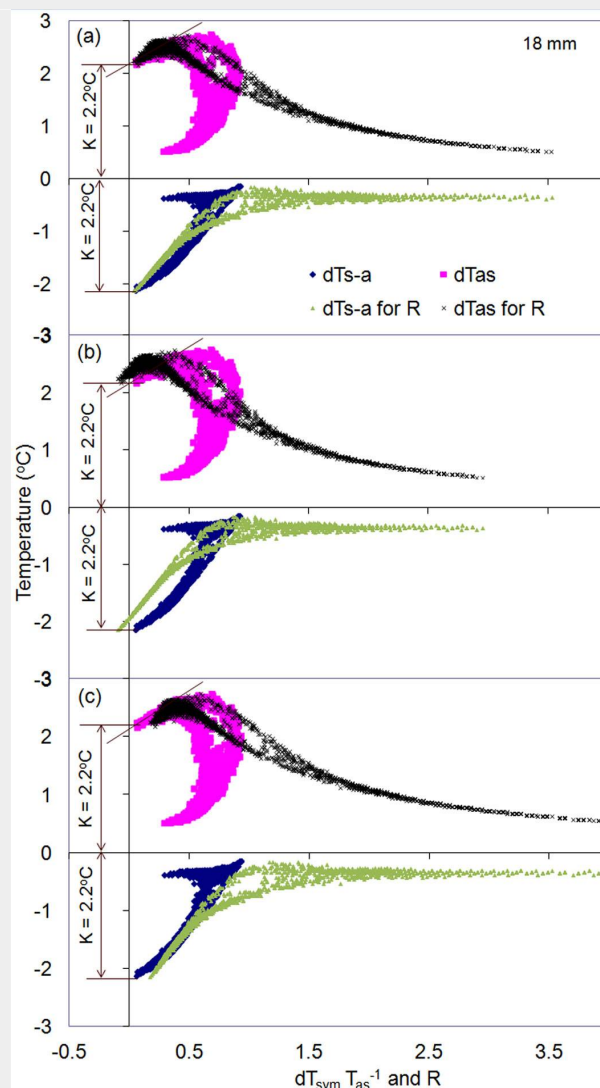 (a)
18 mm
3
2
1
0
-1
-2
-3
K = 2.2ºC
K = 2.2ºC
dTs-a
dTas
dTs-a for R
dTas for R
(b)
2
1
0
-1
-2
-3
K = 2.2ºC
K = 2.2ºC
Temperature (ºC)
(c)
2
1
0
-1
-2
-3
K = 2.2ºC
K = 2.2ºC
-0.5 0.5 1.5 2.5 3.5
dTsym Tas-1 and R